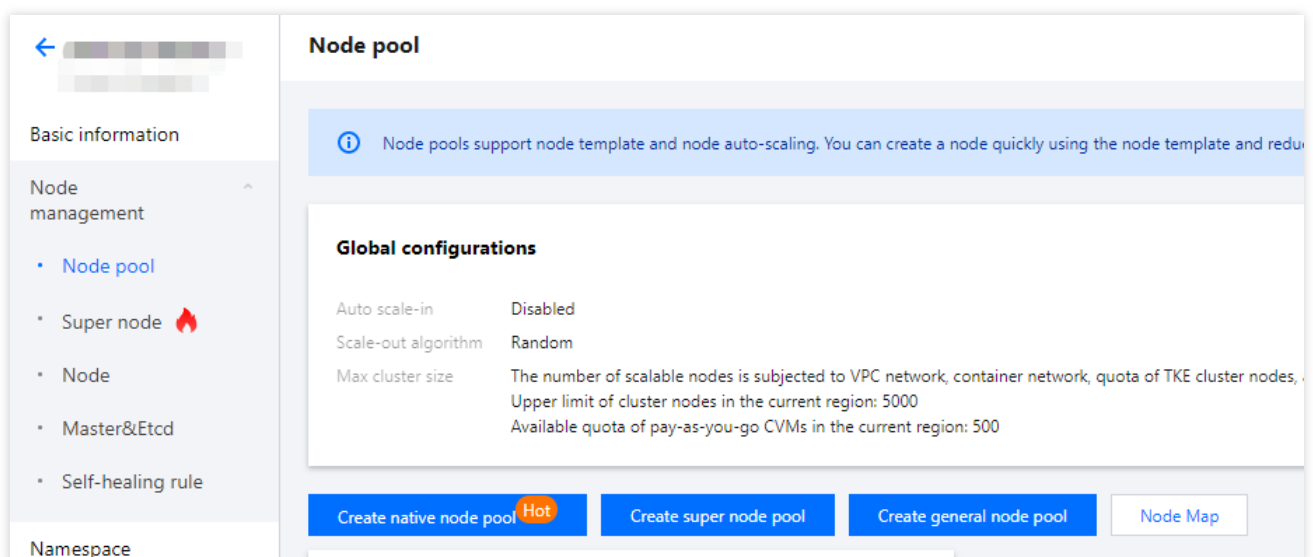 Node pool
Basic information
Node pools support node template and node auto-scaling. You can create a node quickly using the node template and redu
Node
management
Node pool
Super node
Node
Master&Etcd
Self-healing rule
Namespace
Global configurations
Auto scale-in Disabled
Scale-out algorithm Random
Max cluster size The number of scalable nodes is subjected to VPC network, container network, quota of TKE cluster nodes,
Upper limit of cluster nodes in the current region: 5000
Available quota of pay-as-you-go CVMs in the current region: 500
Create native node pool Hot Create super node pool Create general node pool Node Map